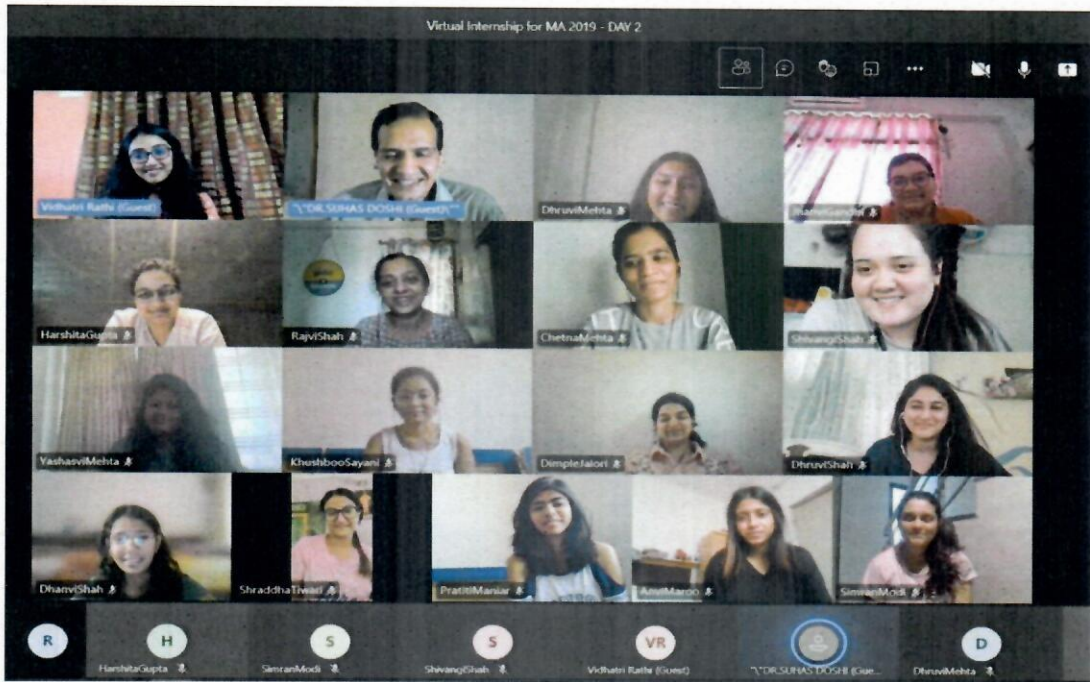 Virtual Internship for MA 2019 - DAY 2
Vidhatri Rathi (Guest)
"\"DR.SUHAS DOSHI (Guest)\""
DhruviMehta
Gandhi
HarshitaGupta
RajviShah
ChetnaMehta
ShivangiShah
YashasviMehta
KhushbooSayani
DimpleJalori
DhruviShah
DhanviShah
ShraddhaTiwari
PratitiManiar
AnviMaroo
SimranModi
R
H
S
S
VR
D
HarshitaGupta
SimranModi
ShivangiShah
Vidhatri Rathi (Guest)
"\"DR.SUHAS DOSHI (Gue...
DhruviMehta